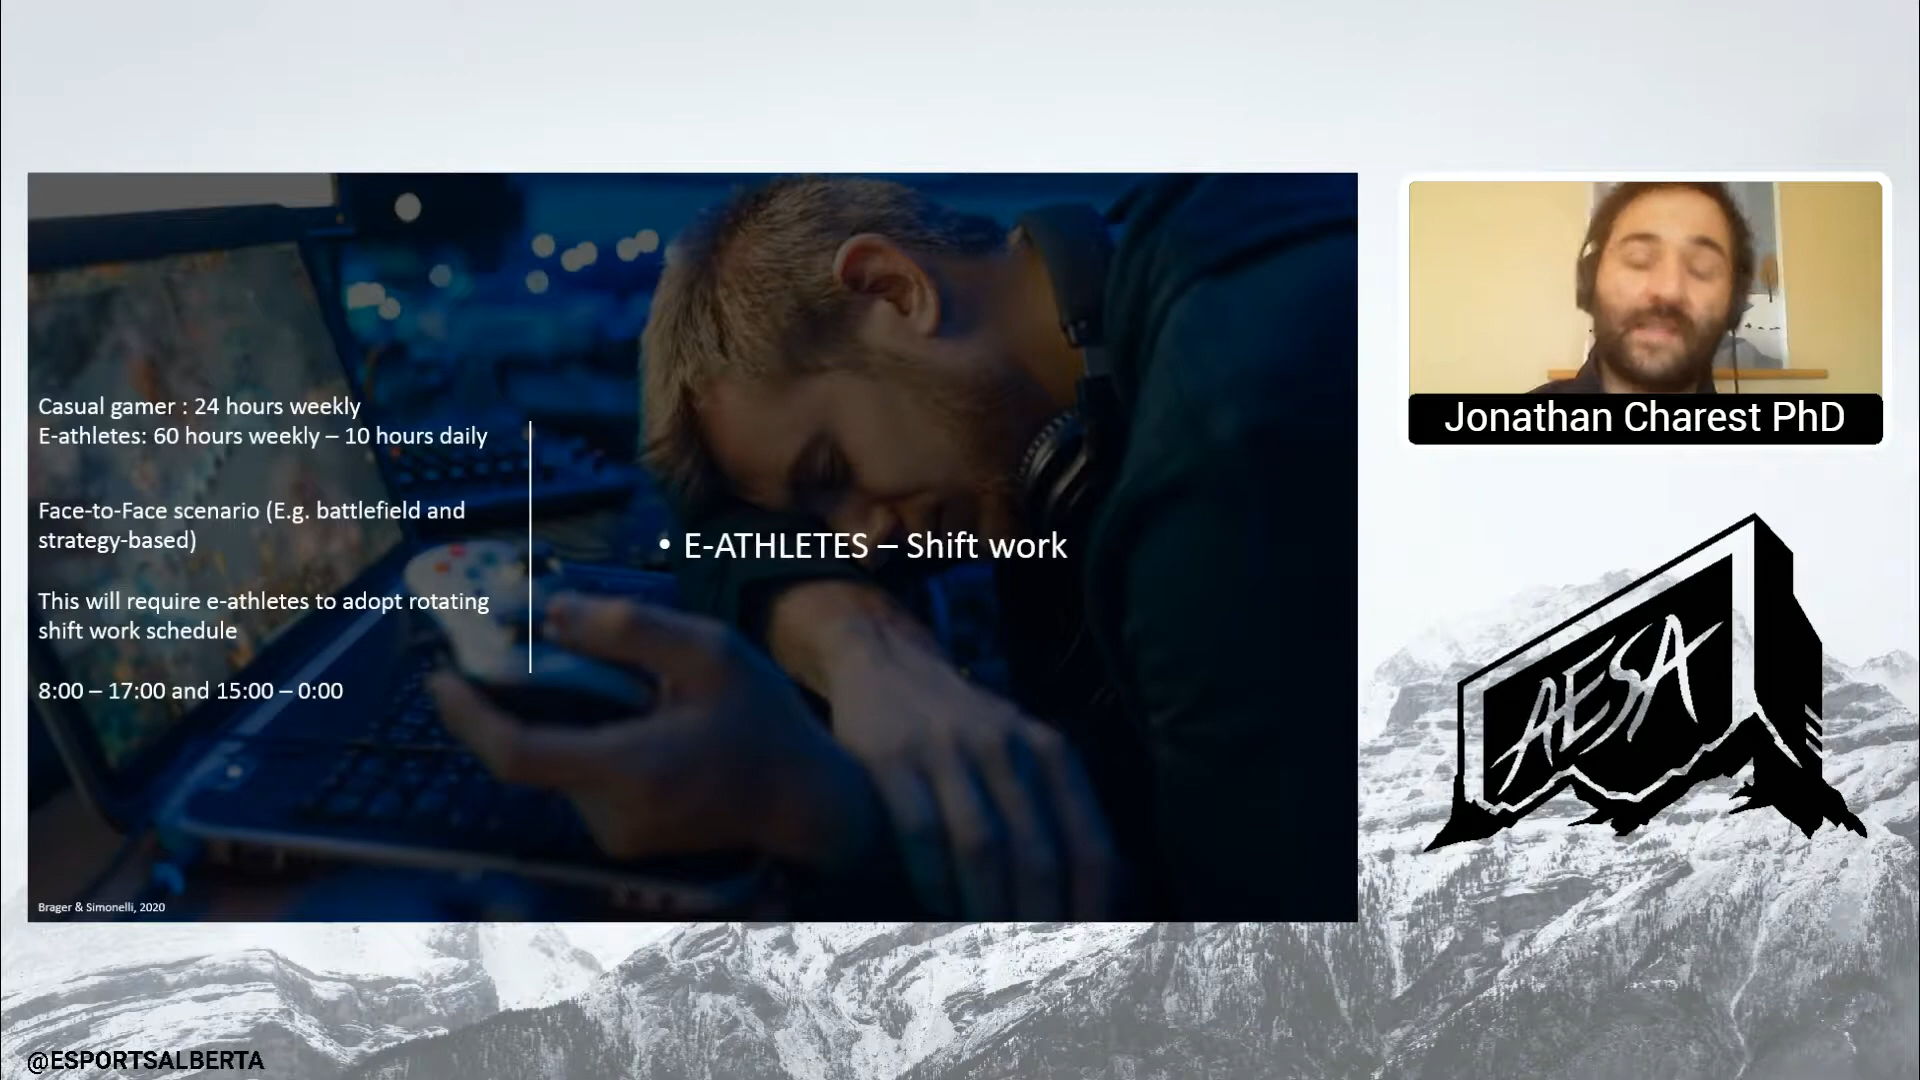 Casual gamer : 24 hours weekly
E-athletes: 60 hours weekly – 10 hours daily
Face-to-Face scenario (E.g. battlefield and
strategy-based)
This will require e-athletes to adopt rotating
shift work schedule
8:00 – 17:00 and 15:00 – 0:00
• E-ATHLETES – Shift work
Brager & Simonelli, 2020
Jonathan Charest PhD
AESA
@ESPORTSALBERTA